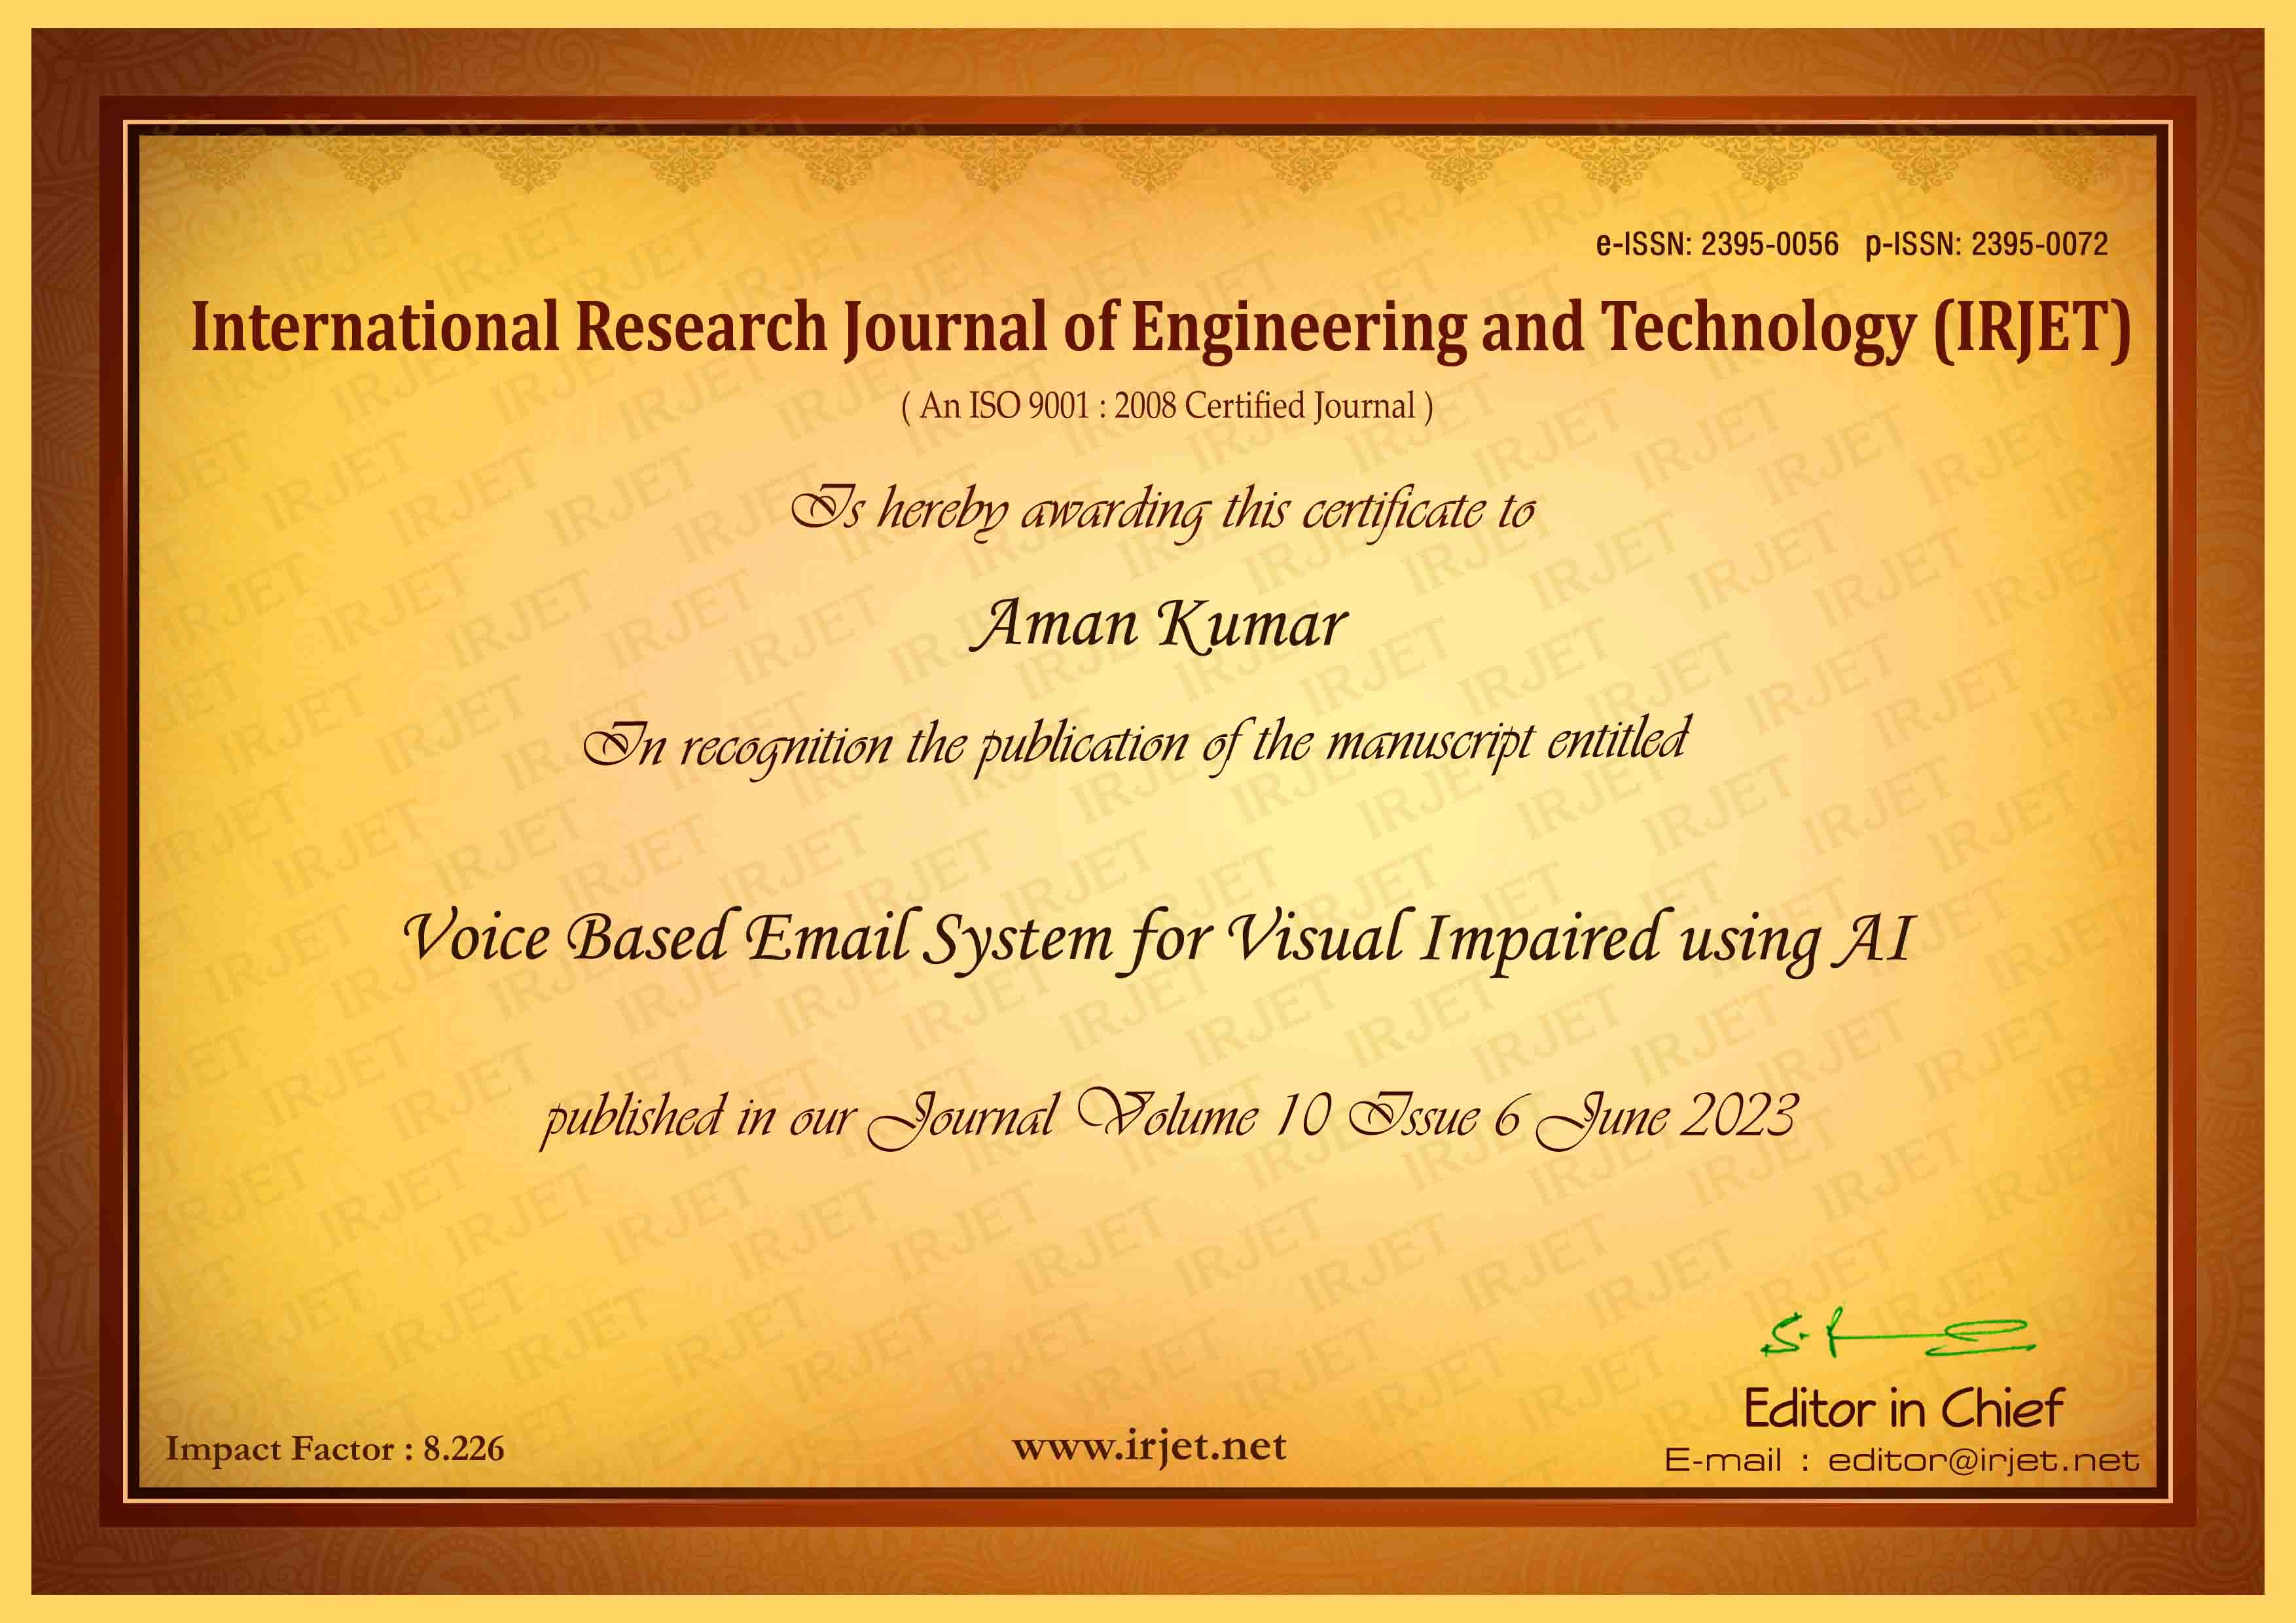 e-ISSN: 2395-0056 p-ISSN: 2395-0072
International Research Journal of Engineering and Technology (IRJET)
( An ISO 9001 : 2008 Certified Journal )
Is hereby awarding this certificate to
Aman Kumar
In recognition the publication of the manuscript entitled
Voice Based Email System for Visual Impaired using AI
published in our Journal Volume 10 Issue 6 June 2023
Editor in Chief
Impact Factor : 8.226
www.irjet.net
E-mail : editor@irjet.net